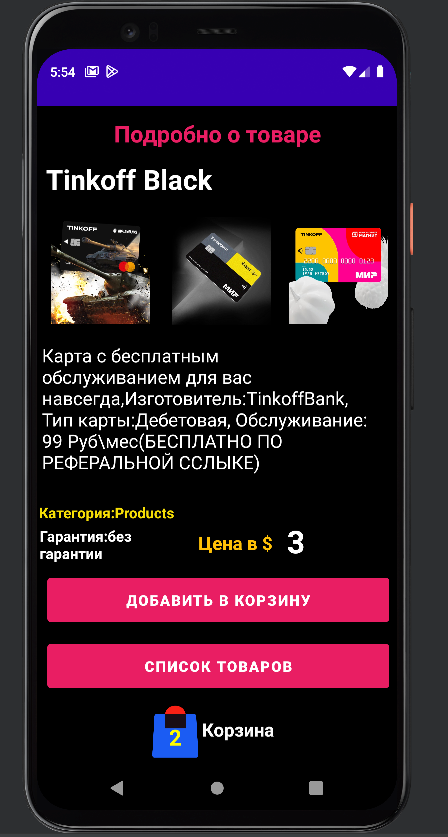 5:54
Подробно о товаре
Tinkoff Black
TINKOFF
TINKOFF
МИР
МИР
Карта с бесплатным
обслуживанием для вас
навсегда,Изготовитель:TinkoffBank,
Тип карты:Дебетовая, Обслуживание:
99 Руб\мес(БЕСПЛАТНО ПО
РЕФЕРАЛЬНОЙ ССЛЫКЕ)
Категория:Products
Гарантия:без
гарантии
Цена в $ 3
ДОБАВИТЬ В КОРЗИНУ
СПИСОК ТОВАРОВ
2 Корзина